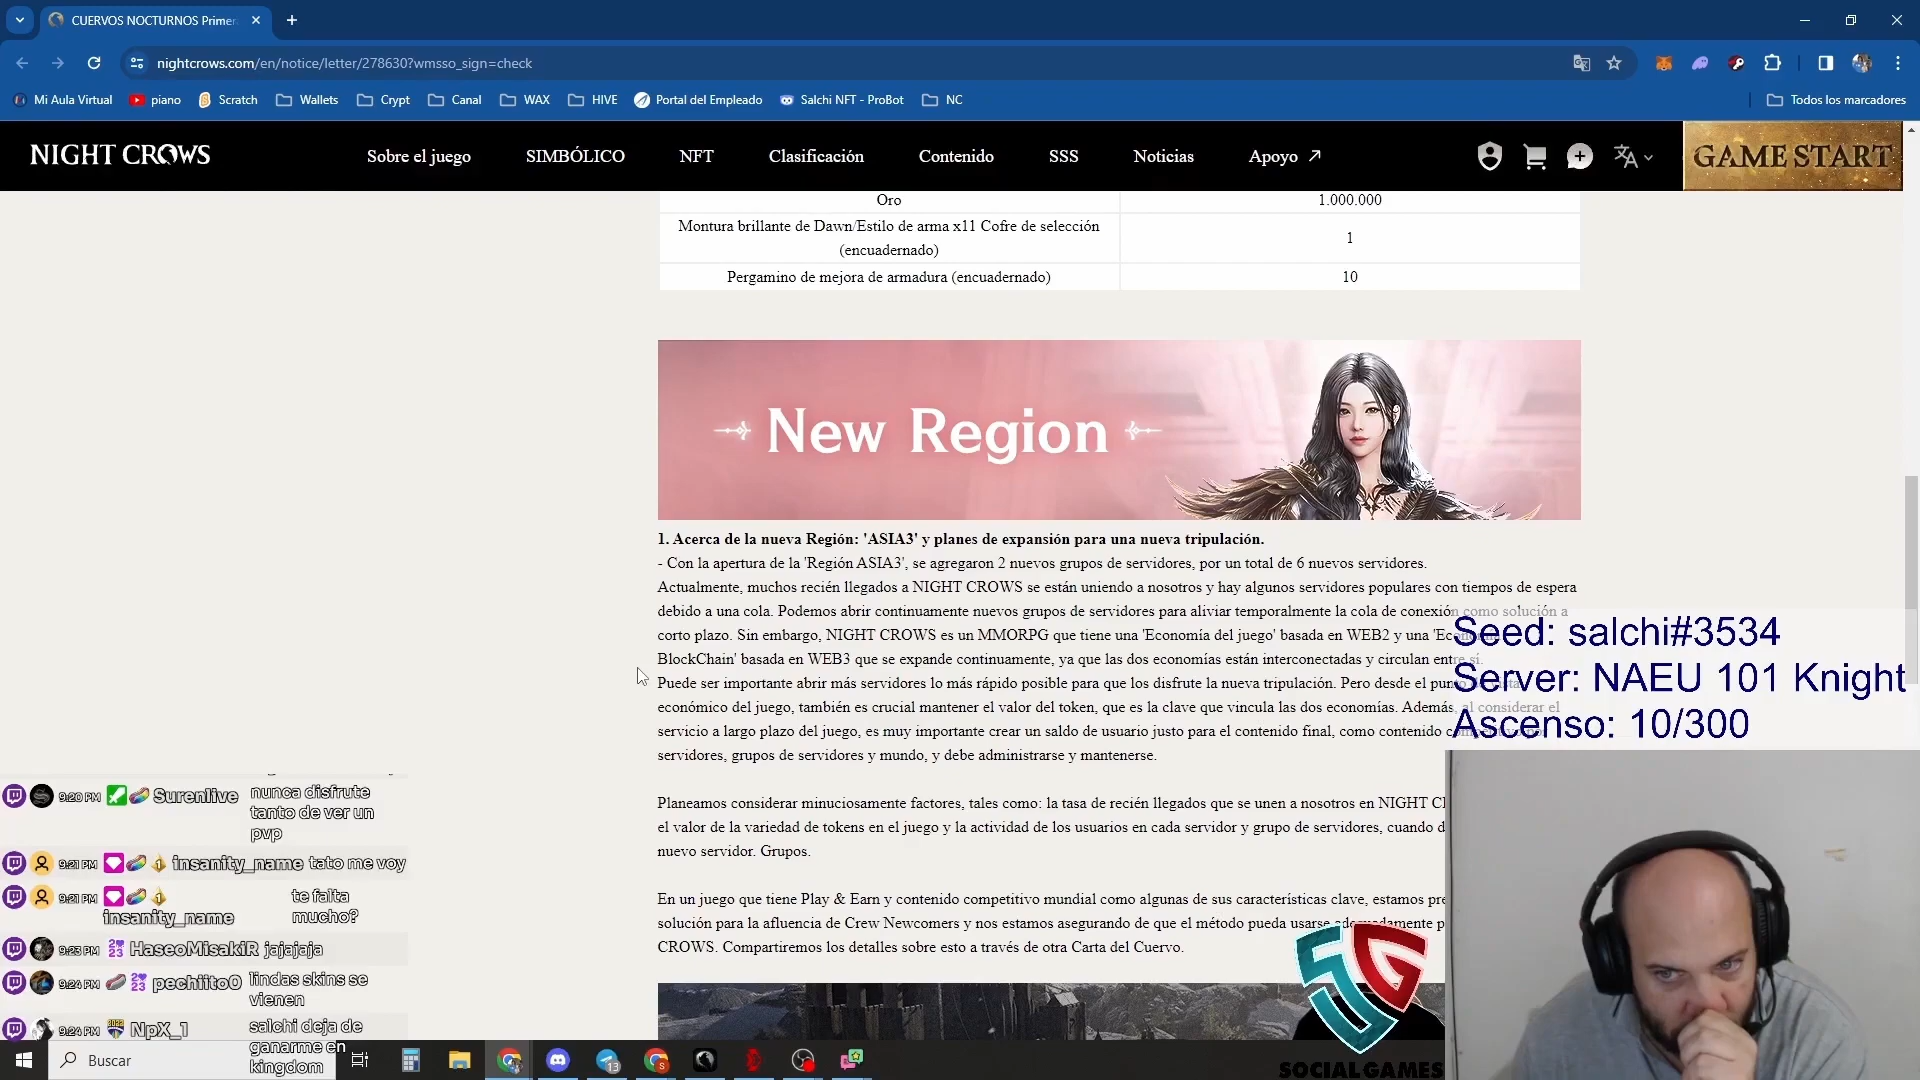 CUERVOS NOCTURNOS Primer
nightcrows.com/en/notice/letter/278630?wmsso_sign=check
Mi Aula Virtual
piano
Scratch
Wallets
Crypt
Canal
WAX
HIVE
Portal del Empleado
Salchi NFT - ProBot
NC
Todos los marcadores
NIGHT CROWS
Sobre el juego
SIMBÓLICO
NFT
Clasificación
Contenido
SSS
Noticias
Apoyo
GAME START
Oro 1.000.000
Montura brillante de Dawn/Estilo de arma x11 Cofre de selección
(encuadernado) 1
Pergamino de mejora de armadura (encuadernado) 10
New Region
1. Acerca de la nueva Región: 'ASIA3' y planes de expansión para una nueva tripulación.
- Con la apertura de la 'Región ASIA3', se agregaron 2 nuevos grupos de servidores, por un total de 6 nuevos servidores.
Actualmente, muchos recién llegados a NIGHT CROWS se están uniendo a nosotros y hay algunos servidores populares con tiempos de espera
debido a una cola. Podemos abrir continuamente nuevos grupos de servidores para aliviar temporalmente la cola de conexión como solución a
corto plazo. Sin embargo, NIGHT CROWS es un MMORPG que tiene una 'Economía del juego' basada en WEB2 y una
BlockChain' basada en WEB3 que se expande continuamente, ya que las dos economías están interconectadas y circulan entre sí.
Puede ser importante abrir más servidores lo más rápido posible para que los disfrute la nueva tripulación. Pero desde el punto
económico del juego, también es crucial mantener el valor del token, que es la clave que vincula las dos economías. Además, al considerar el
servicio a largo plazo del juego, es muy importante crear un saldo de usuario justo para el contenido final, como contenido
servidores, grupos de servidores y mundo, y debe administrarse y mantenerse.
Planeamos considerar minuciosamente factores, tales como: la tasa de recién llegados que se unen a nosotros en NIGHT
el valor de la variedad de tokens en el juego y la actividad de los usuarios en cada servidor y grupo de servidores, cuando
nuevo servidor. Grupos.
En un juego que tiene Play & Earn y contenido competitivo mundial como algunas de sus características clave, estamos
solución para la afluencia de Crew Newcomers y nos estamos asegurando de que el método pueda usarse adecuadamente
CROWS. Compartiremos los detalles sobre esto a través de otra Carta del Cuervo.
Seed: salchi#3534
Server: NAEU 101 Knight
Ascenso: 10/300
9:20 PM Surenlive nunca disfrute
tanto de ver un
pvp
9:21 PM insanity_name tato me voy
9:21 PM insanity_name te falta
mucho?
9:23 PM HaseoMisakiR jajajaja
9:24 PM pechiito0 lindas skins se
vienen
9:24 PM NpX_1 salchi deja de
ganarme en
kingdom
SOCIAL GAMES
Buscar
13